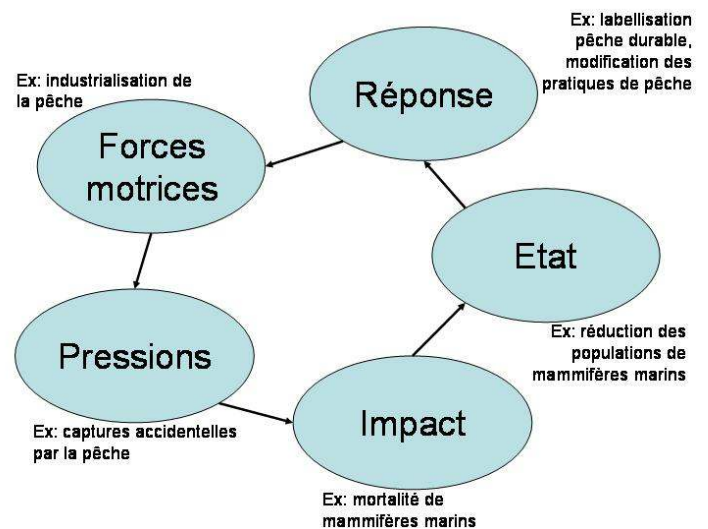 Ex: labellisation
pêche durable,
modification des
pratiques de pêche
Réponse
Ex: industrialisation de
la pêche
Forces
motrices
Etat
Ex: réduction des
populations de
mammifères marins
Pressions
Ex: captures accidentelles
par la pêche
Impact
Ex: mortalité de
mammifères marins